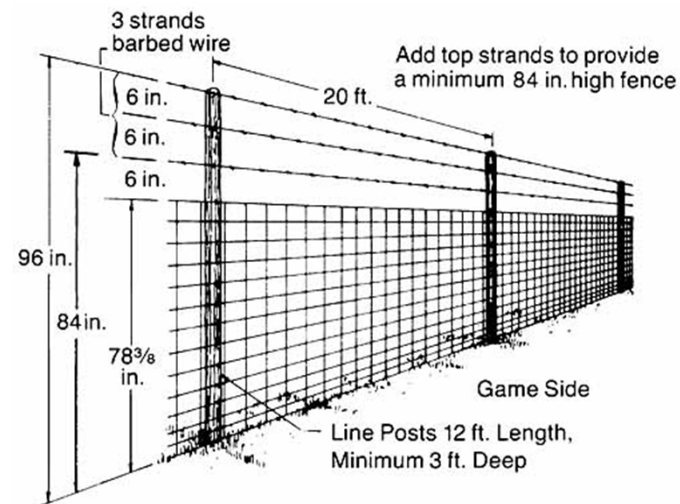 3 strands
barbed wire
Add top strands to provide
a minimum 84 in. high fence
6 in.
20 ft.
6 in.
6 in.
96 in.
84 in.
78⅜
in.
Game Side
Line Posts 12 ft. Length,
Minimum 3 ft. Deep